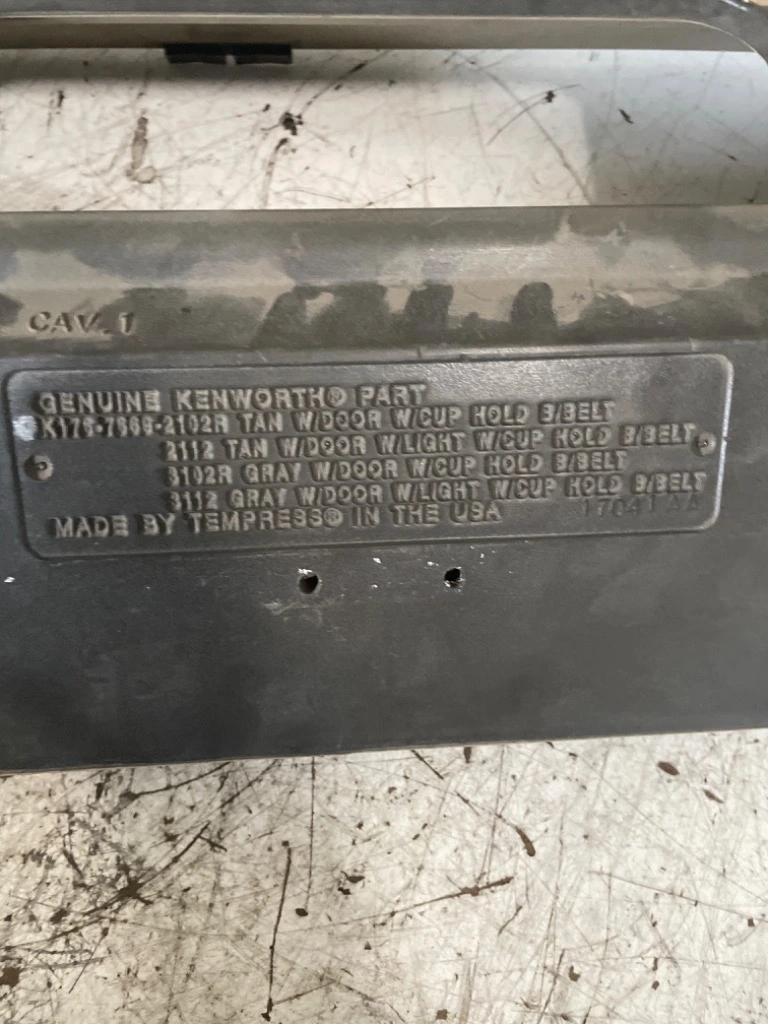 CAV. 1
GENUINE KENWORTH® PART
K176-7868-2102R TAN W/DOOR W/CUP HOLD B/BELT
2112 TAN W/DOOR W/LIGHT W/CUP HOLD B/BELT
3102R GRAY W/DOOR W/CUP HOLD B/BELT
3112 GRAY W/DOOR W/LIGHT W/CUP HOLD B/BELT
MADE BY TEMPRESS® IN THE USA 17041 AA